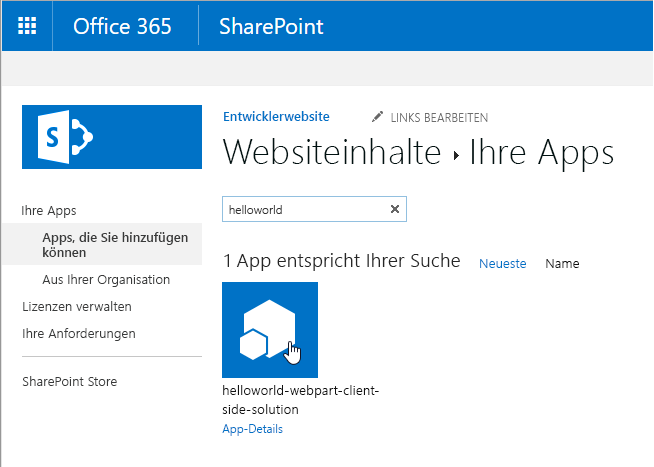 Office 365 SharePoint
Entwicklerwebsite LINKS BEARBEITEN
Websiteinhalte ▸ Ihre Apps
Ihre Apps
Apps, die Sie hinzufügen
können
Aus Ihrer Organisation
Lizenzen verwalten
Ihre Anforderungen
SharePoint Store
helloworld
1 App entspricht Ihrer Suche Neueste Name
helloworld-webpart-client-
side-solution
App-Details